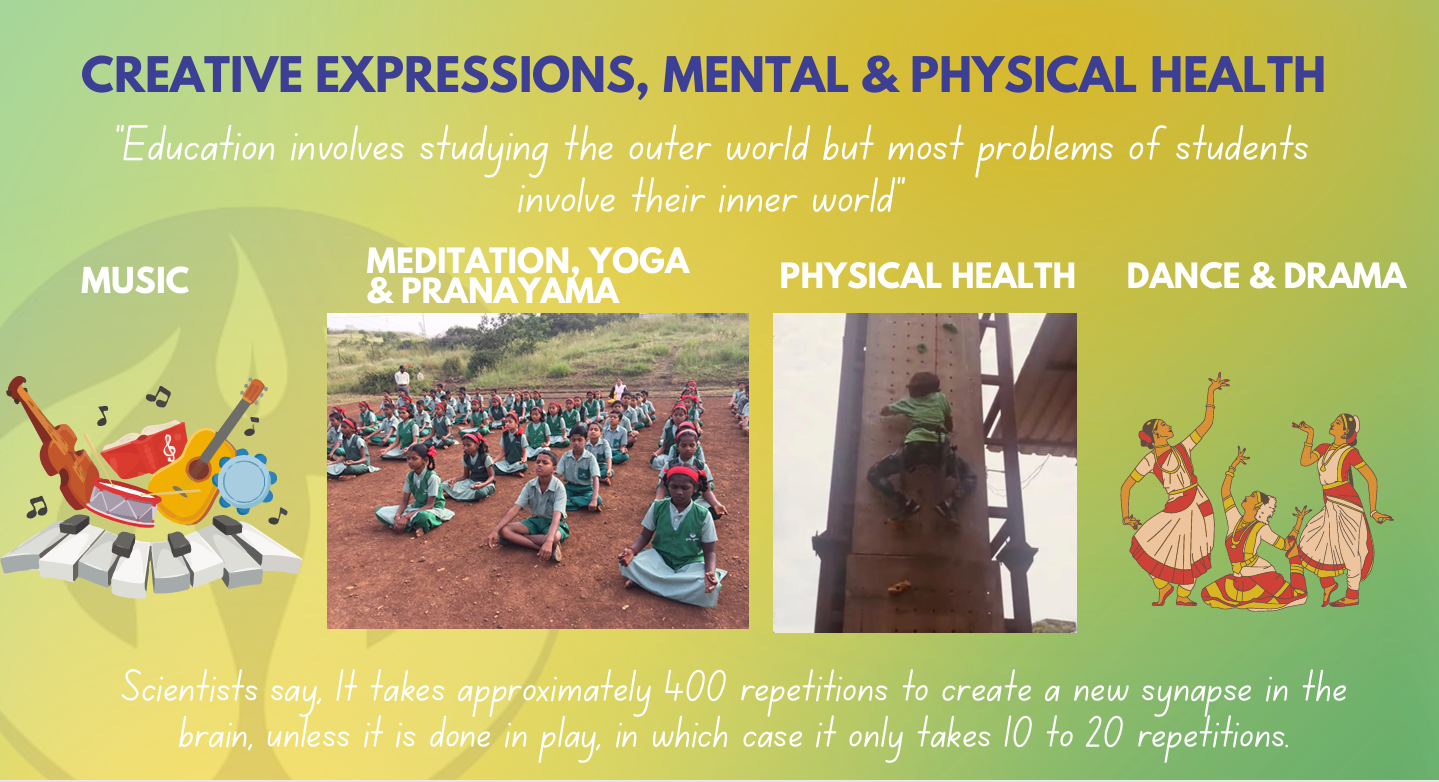 CREATIVE EXPRESSIONS, MENTAL & PHYSICAL HEALTH
"Education involves studying the outer world but most problems of students
involve their inner world"
MUSIC
MEDITATION, YOGA
& PRANAYAMA
PHYSICAL HEALTH
DANCE & DRAMA
Scientists say, It takes approximately 400 repetitions to create a new synapse in the
brain, unless it is done in play, in which case it only takes 10 to 20 repetitions.